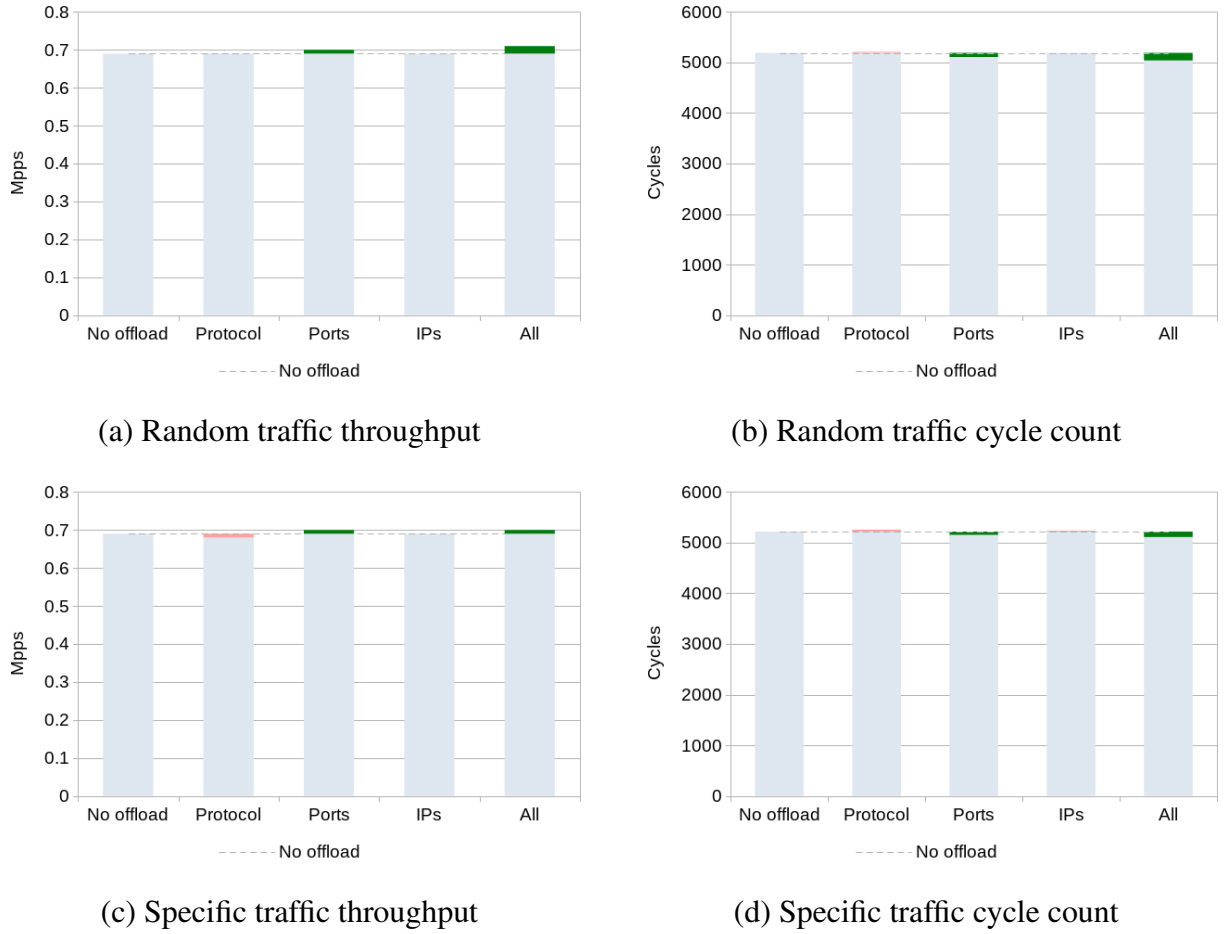 0.8
0.7
0.6
0.5
0.4
0.3
0.2
0.1
0
Mpps
No offload Protocol Ports IPs All
No offload
(a) Random traffic throughput
6000
5000
4000
3000
2000
1000
0
Cycles
No offload Protocol Ports IPs All
No offload
(b) Random traffic cycle count
0.8
0.7
0.6
0.5
0.4
0.3
0.2
0.1
0
Mpps
No offload Protocol Ports IPs All
No offload
(c) Specific traffic throughput
6000
5000
4000
3000
2000
1000
0
Cycles
No offload Protocol Ports IPs All
No offload
(d) Specific traffic cycle count